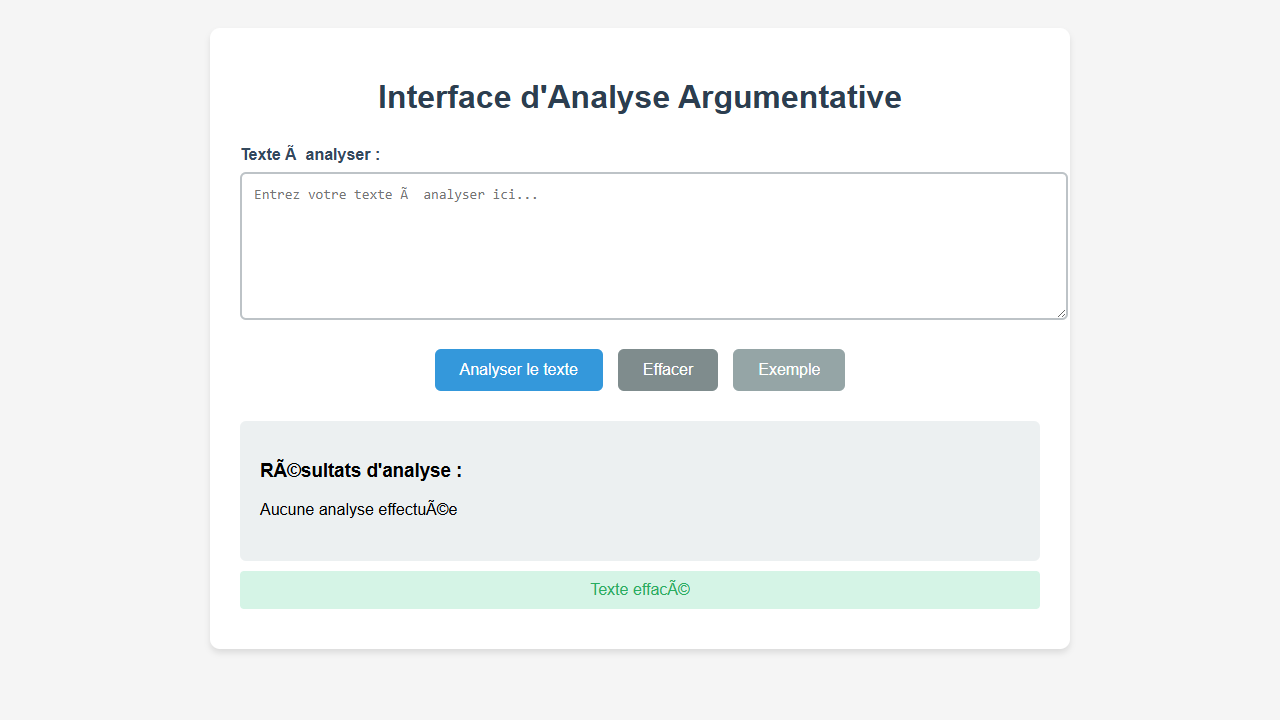 Interface d'Analyse Argumentative
Texte Ã  analyser :
Entrez votre texte Ã  analyser ici...
Analyser le texte
Effacer
Exemple
RÃ©sultats d'analyse :
Aucune analyse effectuÃ©e
Texte effacÃ©